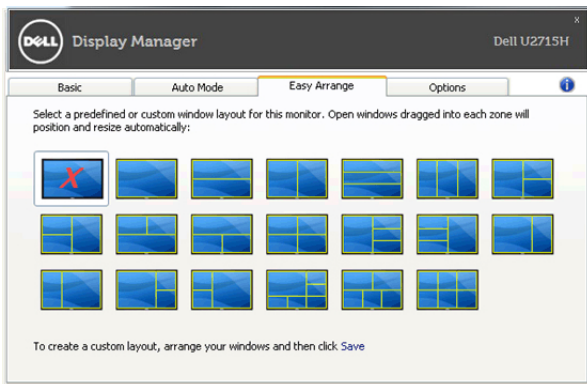 x
DELL Display Manager Dell U2715H
Basic Auto Mode Easy Arrange Options i
Select a predefined or custom window layout for this monitor. Open windows dragged into each zone will
position and resize automatically:
X
To create a custom layout, arrange your windows and then click Save